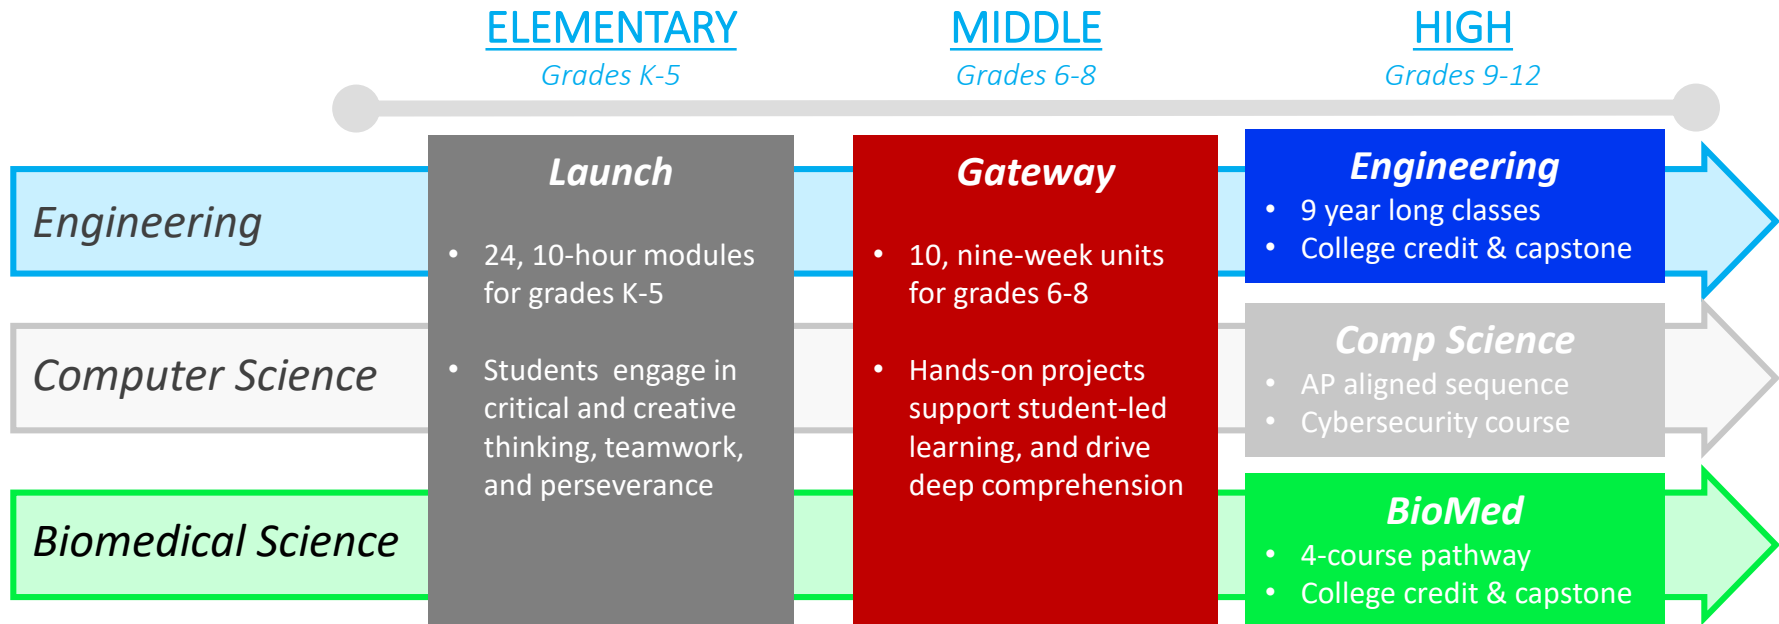 ELEMENTARY
Grades K-5
MIDDLE
Grades 6-8
HIGH
Grades 9-12
Engineering
Computer Science
Biomedical Science
Launch
• 24, 10-hour modules
for grades K-5
• Students  engage in
critical and creative
thinking, teamwork,
and perseverance
Gateway
• 10, nine-week units
for grades 6-8
• Hands-on projects
support student-led
learning, and drive
deep comprehension
Engineering
• 9 year long classes
• College credit & capstone
Comp Science
• AP aligned sequence
• Cybersecurity course
BioMed
• 4-course pathway
• College credit & capstone